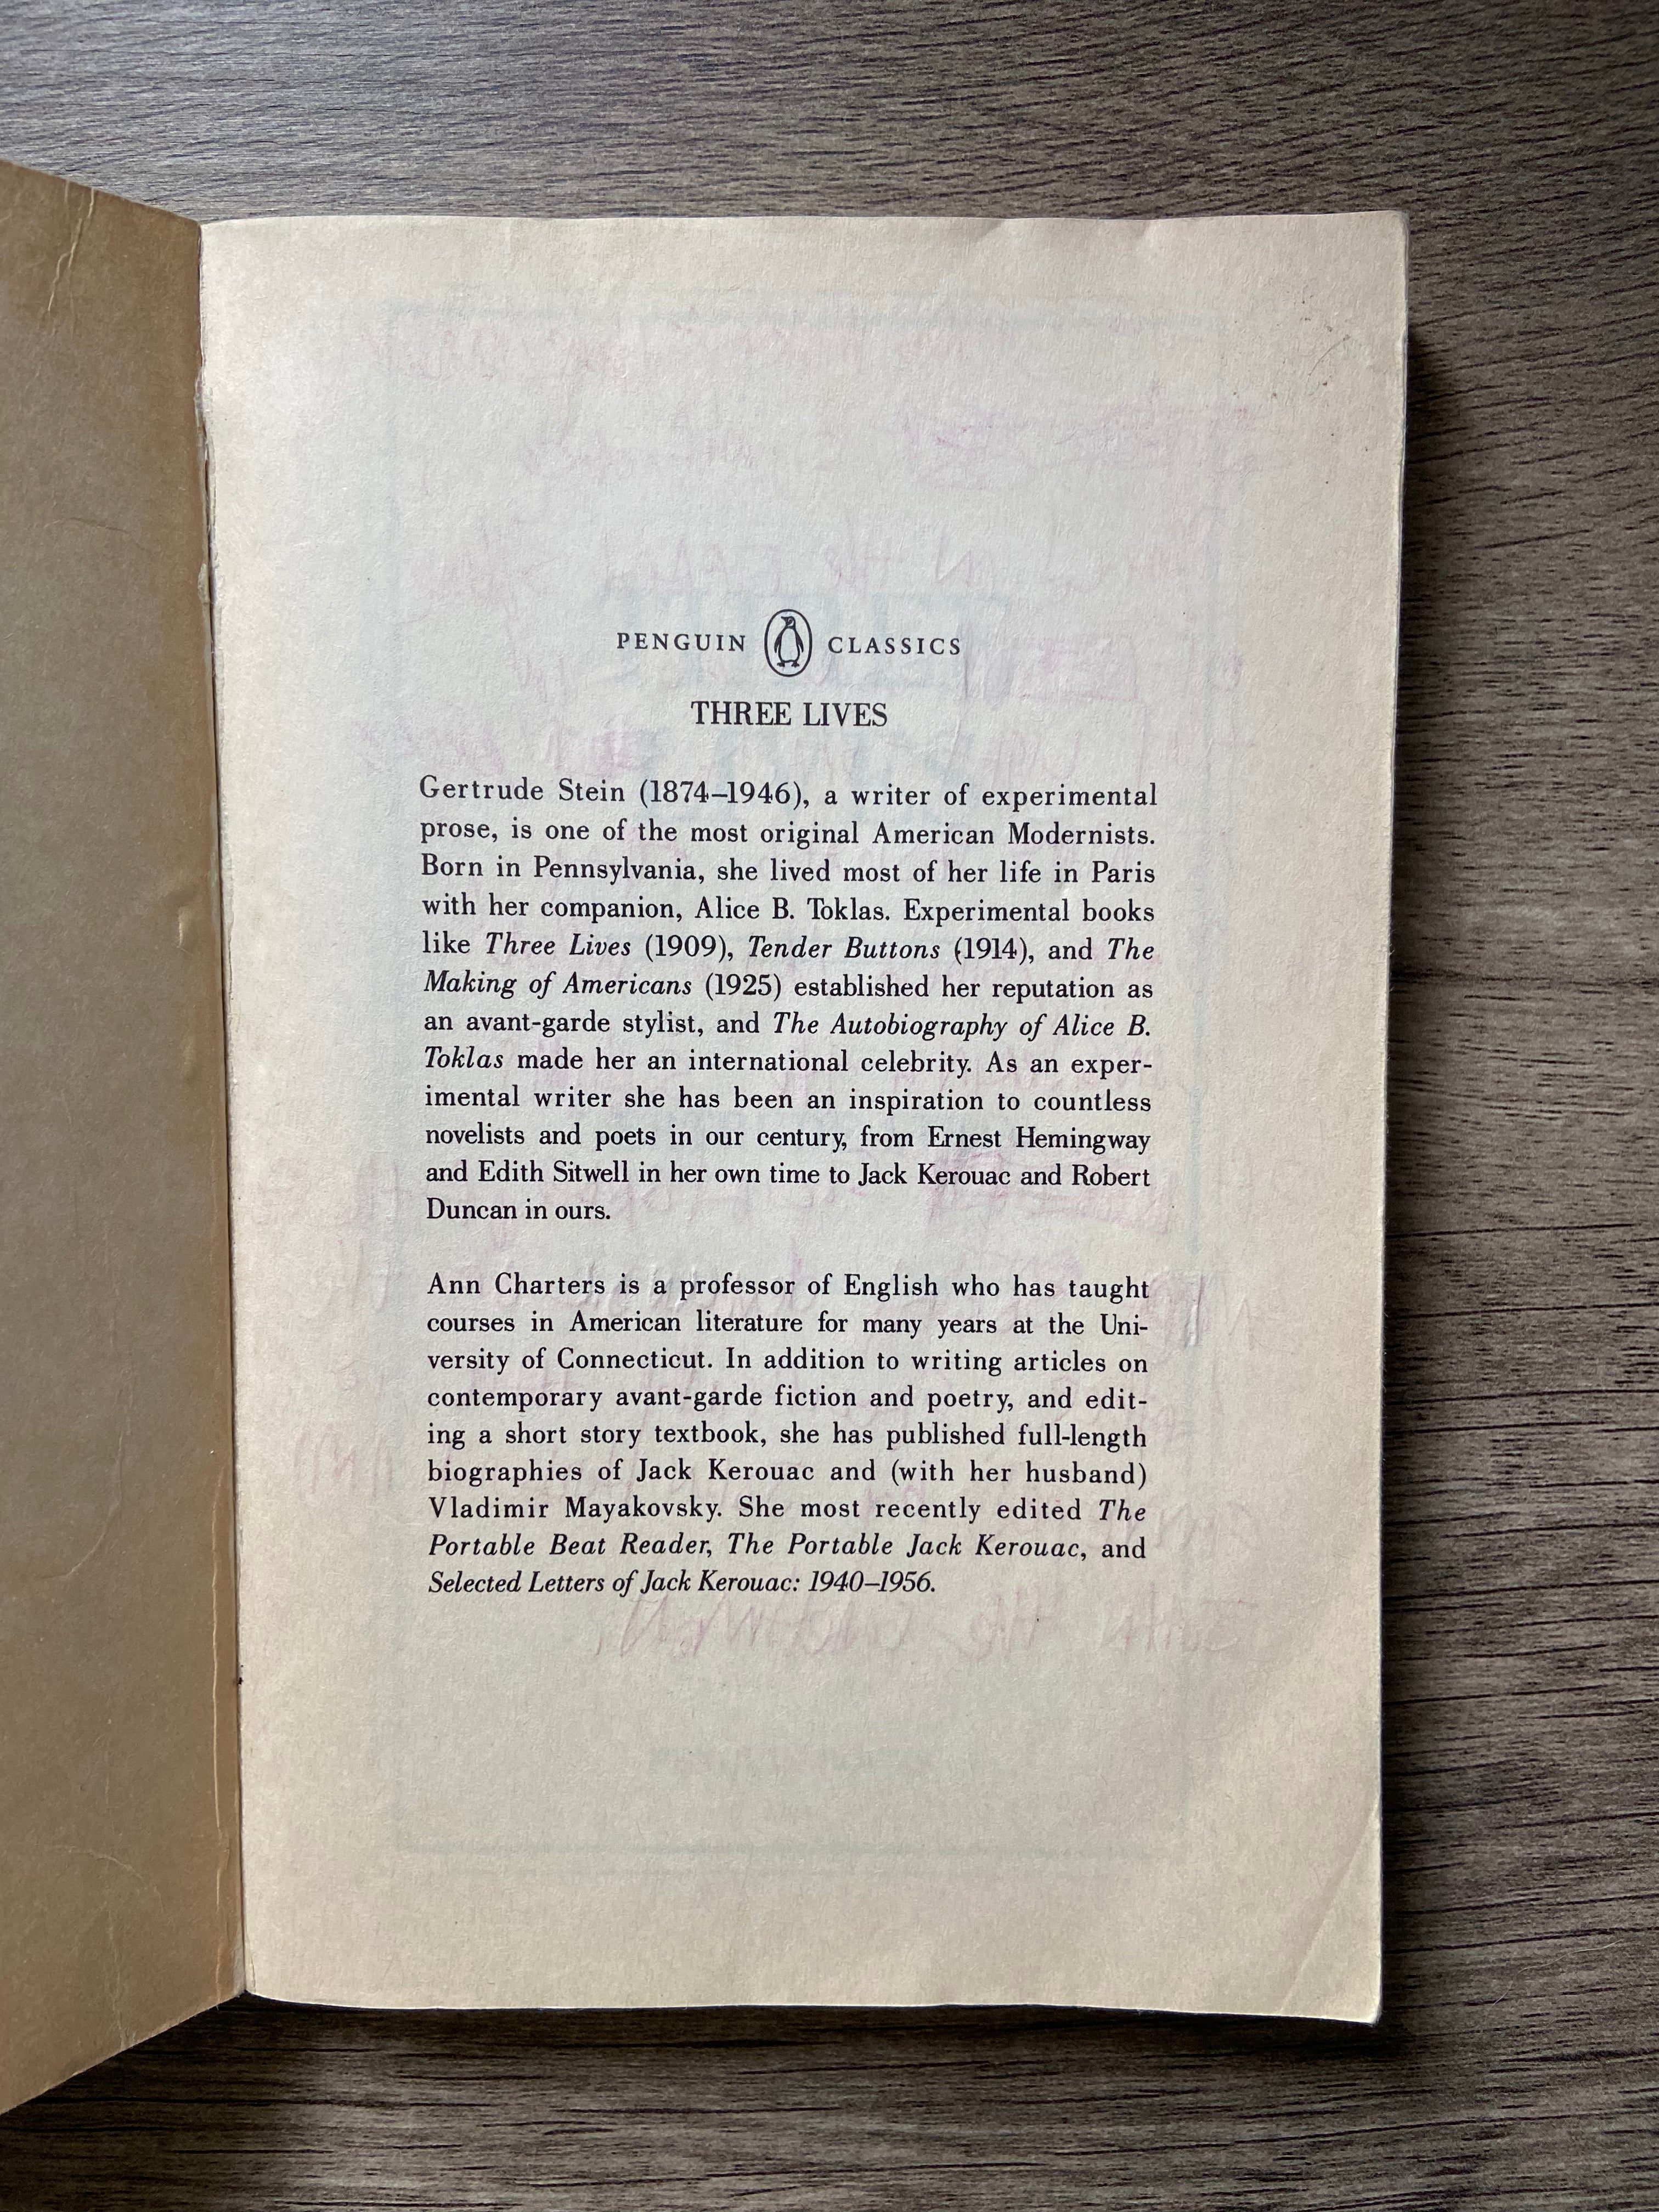 PENGUIN CLASSICS
THREE LIVES
Gertrude Stein (1874–1946), a writer of experimental
prose, is one of the most original American Modernists.
Born in Pennsylvania, she lived most of her life in Paris
with her companion, Alice B. Toklas. Experimental books
like Three Lives (1909), Tender Buttons (1914), and The
Making of Americans (1925) established her reputation as
an avant-garde stylist, and The Autobiography of Alice B.
Toklas made her an international celebrity. As an exper-
imental writer she has been an inspiration to countless
novelists and poets in our century, from Ernest Hemingway
and Edith Sitwell in her own time to Jack Kerouac and Robert
Duncan in ours.
Ann Charters is a professor of English who has taught
courses in American literature for many years at the Uni-
versity of Connecticut. In addition to writing articles on
contemporary avant-garde fiction and poetry, and edit-
ing a short story textbook, she has published full-length
biographies of Jack Kerouac and (with her husband)
Vladimir Mayakovsky. She most recently edited The
Portable Beat Reader, The Portable Jack Kerouac, and
Selected Letters of Jack Kerouac: 1940–1956.